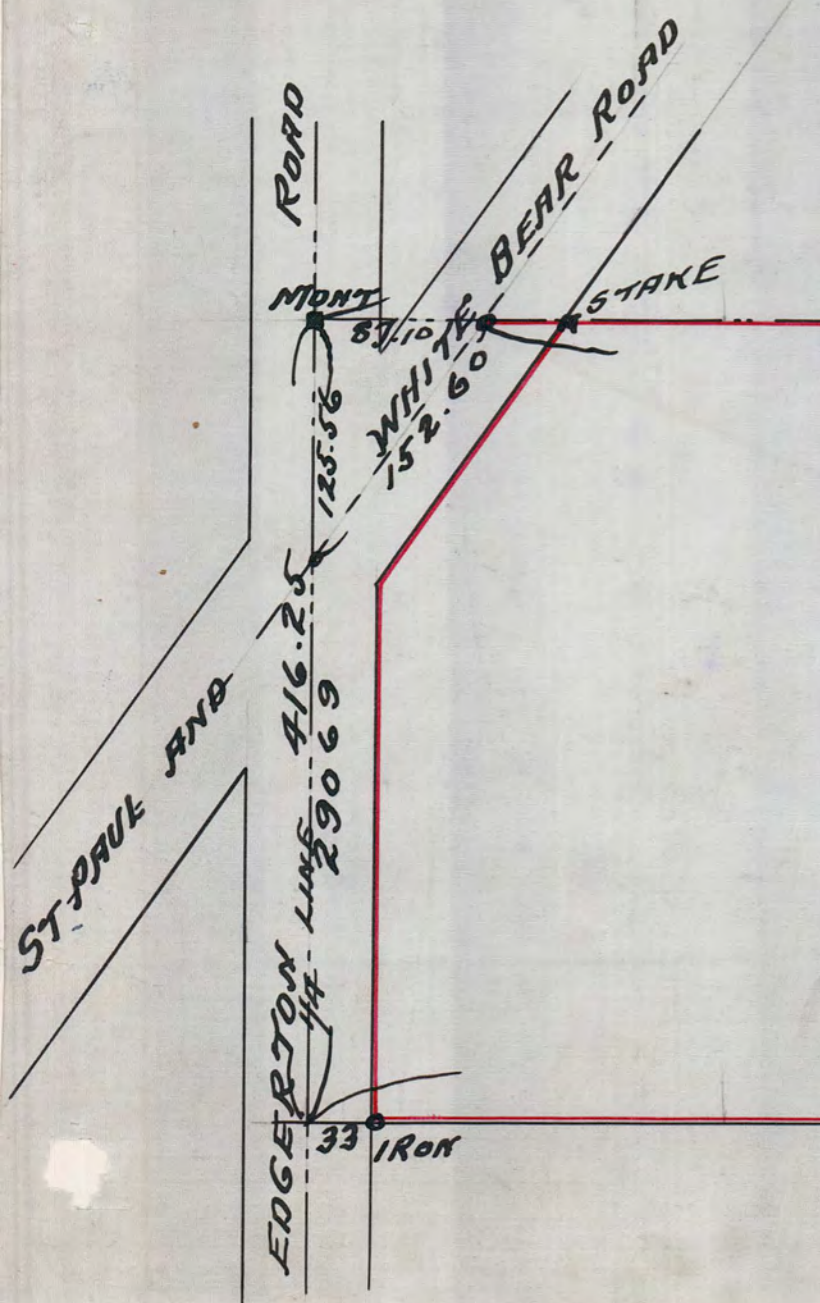 ROAD
MONT
87.10
STAKE
WHITE BEAR ROAD
152.60
125.56
416.25
290 69
ST PAUL AND
EDGERTON
1/4 LINE
33
IRON